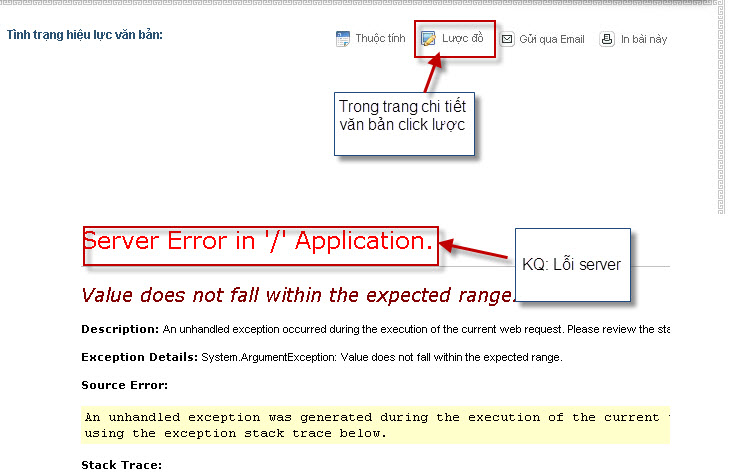 Tình trạng hiệu lực văn bản:
Thuộc tính Lược đồ Gửi qua Email In bài này
Trong trang chi tiết
văn bản click lược
Server Error in '/' Application.
KQ: Lỗi server
Value does not fall within the expected range.
Description: An unhandled exception occurred during the execution of the current web request. Please review the
Exception Details: System.ArgumentException: Value does not fall within the expected range.
Source Error:
An unhandled exception was generated during the execution of the current
using the exception stack trace below.
Stack Trace: